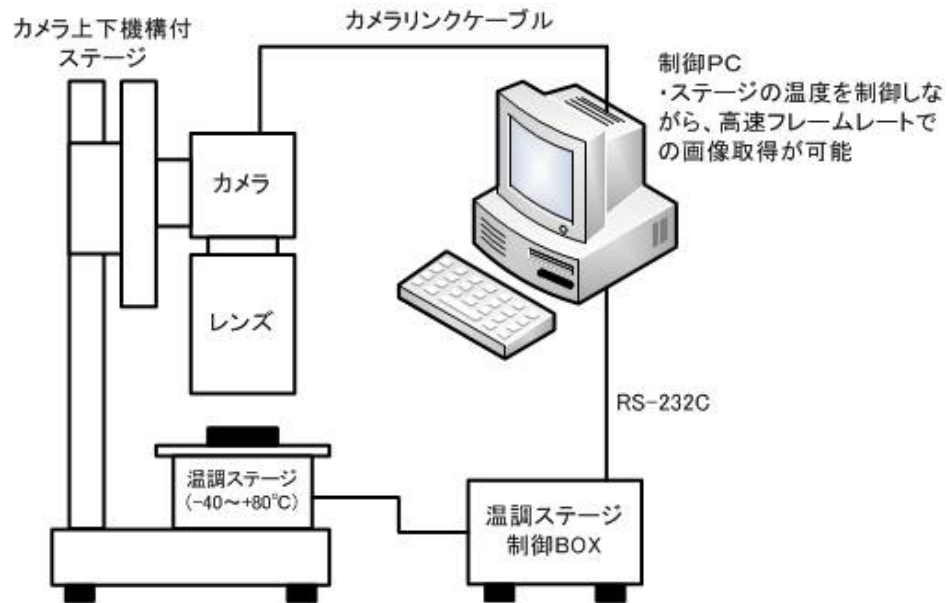 カメラ上下機構付
ステージ
カメラリンクケーブル
制御PC
・ステージの温度を制御しな
がら、高速フレームレートで
の画像取得が可能
カメラ
レンズ
RS-232C
温調ステージ
(-40～+80℃)
温調ステージ
制御BOX